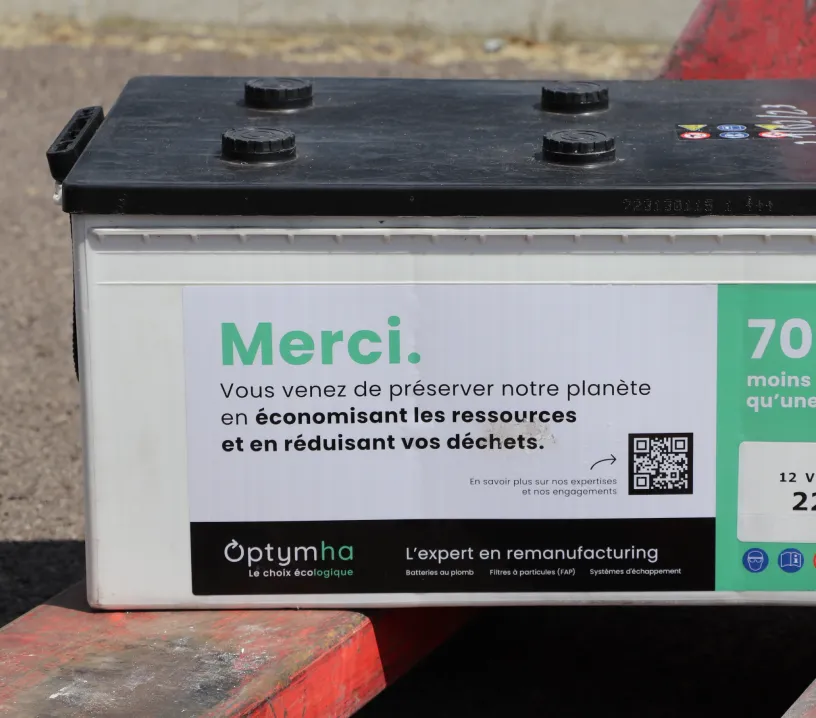 Merci.
Vous venez de préserver notre planète
en économisant les ressources
et en réduisant vos déchets.
En savoir plus sur nos expertises
et nos engagements
Optymha
Le choix écologique
L'expert en remanufacturing
Batteries au plomb Filtres à particules (FAP) Systèmes d'échappement
70
moins
qu'une
12 V
22